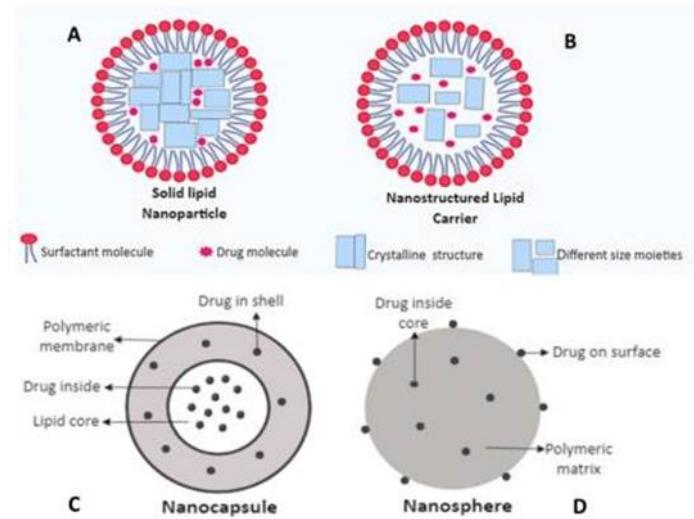 A
B
Solid lipid
Nanoparticle
Nanostructured Lipid
Carrier
Surfactant molecule
Drug molecule
Crystalline structure
Different size moieties
Drug in shell
Polymeric
membrane
Drug inside
Lipid core
C
Nanocapsule
Drug inside
core
Drug on surface
Polymeric
matrix
Nanosphere
D